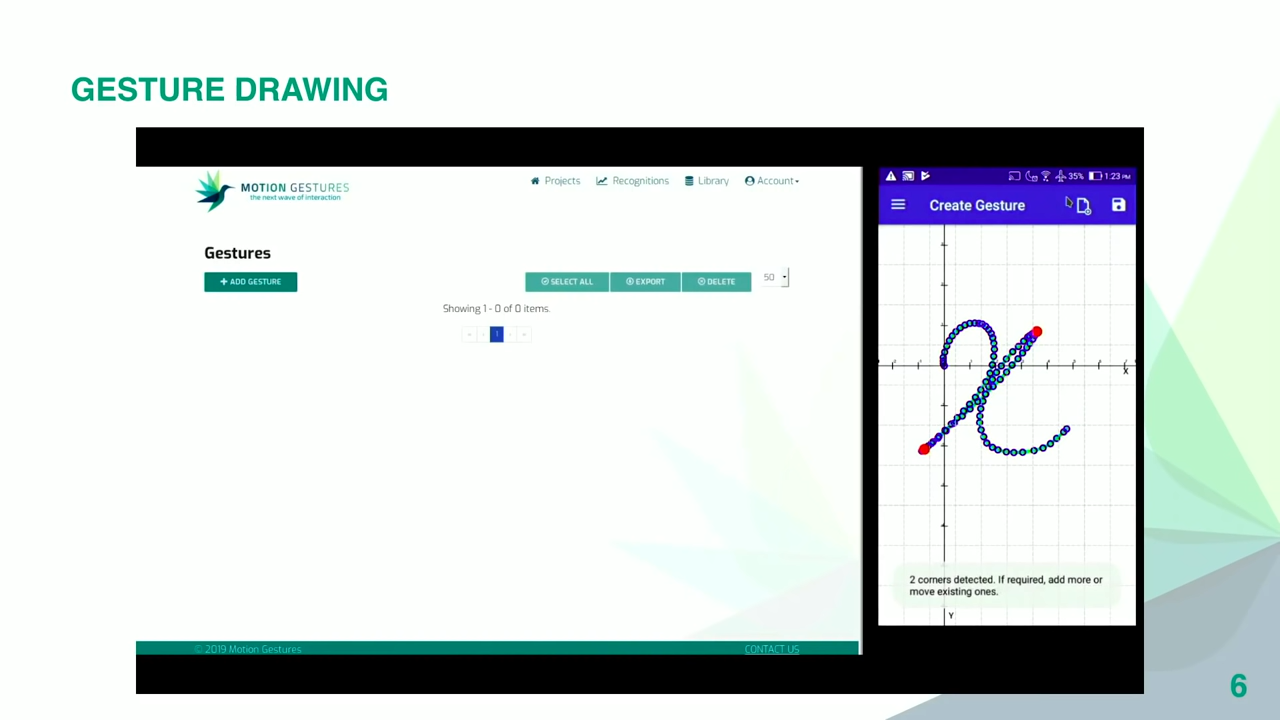 GESTURE DRAWING
MOTION GESTURES
the next wave of interaction
Projects
Recognitions
Library
Account
Gestures
+ ADD GESTURE
SELECT ALL
EXPORT
DELETE
50
Showing 1 - 0 of 0 items.
« ‹ 1 › »
© 2019 Motion Gestures
CONTACT US
35% 1:23 PM
Create Gesture
X
2 corners detected. If required, add more or
move existing ones.
Y
6